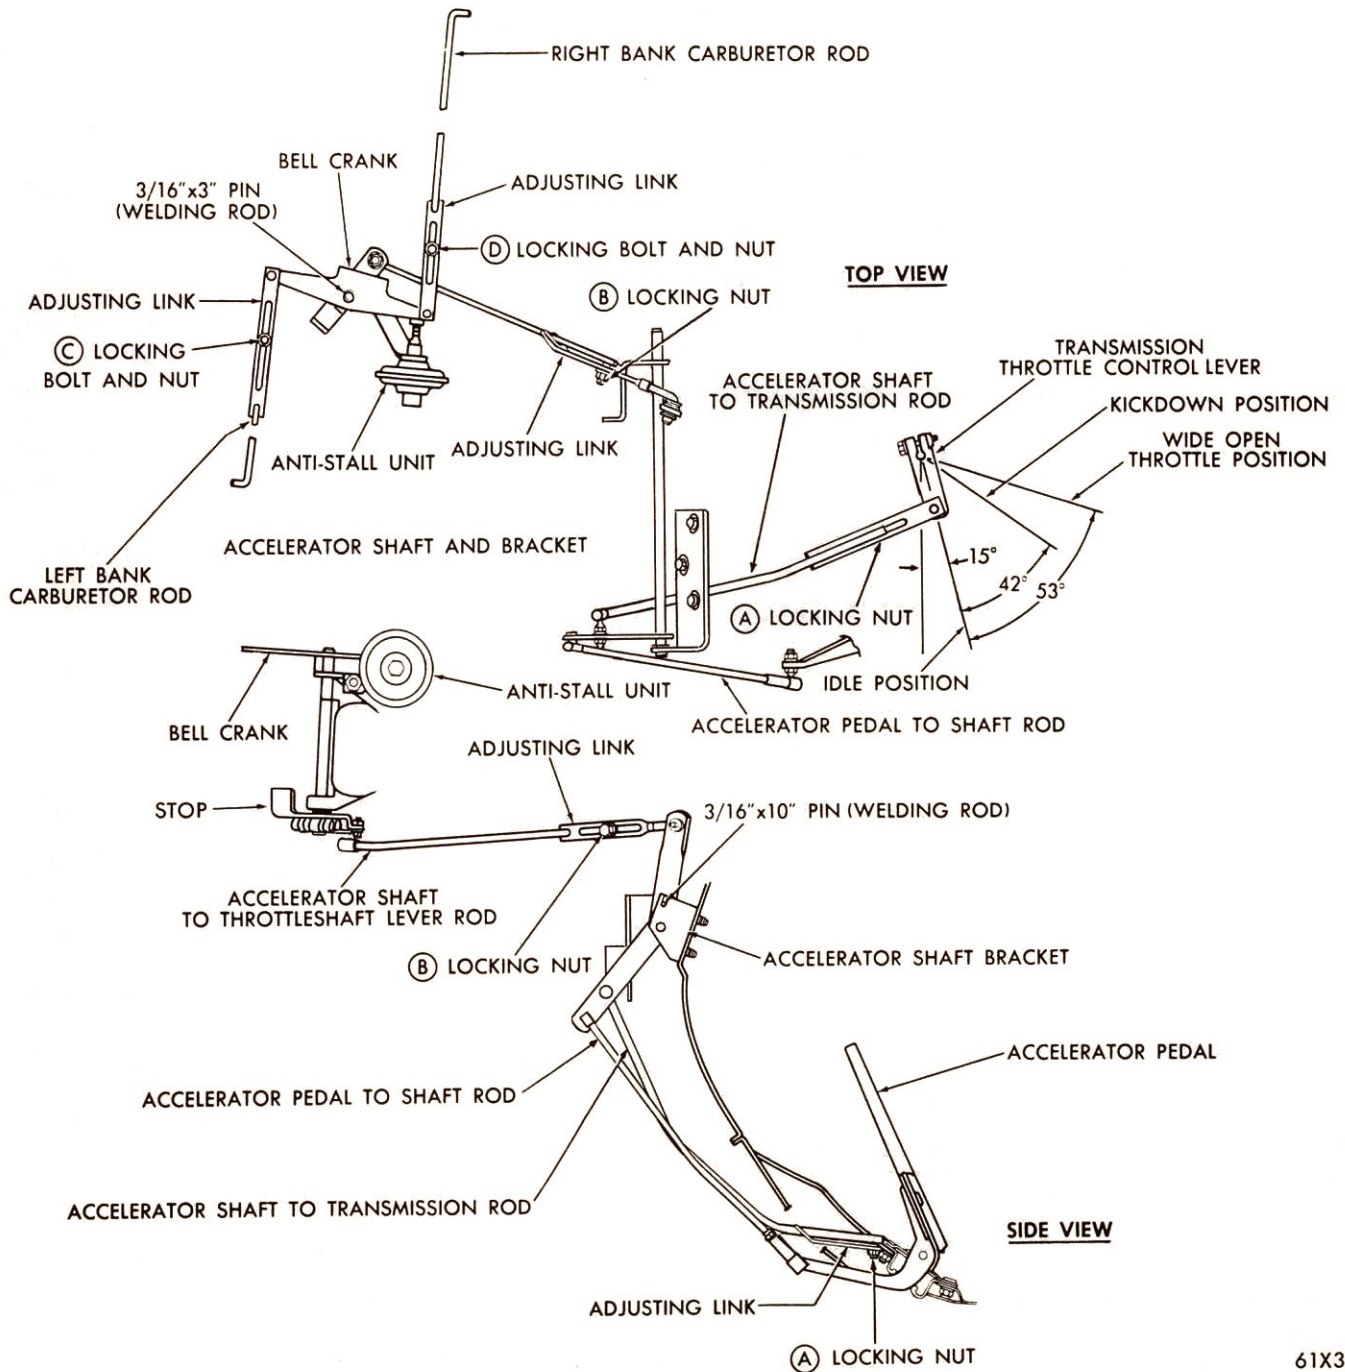 RIGHT BANK CARBURETOR ROD
BELL CRANK
3/16"x3" PIN
(WELDING ROD)
ADJUSTING LINK
D LOCKING BOLT AND NUT
TOP VIEW
B LOCKING NUT
ADJUSTING LINK
C LOCKING
BOLT AND NUT
TRANSMISSION
THROTTLE CONTROL LEVER
ACCELERATOR SHAFT
TO TRANSMISSION ROD
KICKDOWN POSITION
WIDE OPEN
THROTTLE POSITION
ANTI-STALL UNIT
ADJUSTING LINK
ACCELERATOR SHAFT AND BRACKET
LEFT BANK
CARBURETOR ROD
15°
42°
53°
A LOCKING NUT
IDLE POSITION
ANTI-STALL UNIT
BELL CRANK
ACCELERATOR PEDAL TO SHAFT ROD
ADJUSTING LINK
STOP
3/16"x10" PIN (WELDING ROD)
ACCELERATOR SHAFT
TO THROTTLESHAFT LEVER ROD
B LOCKING NUT
ACCELERATOR SHAFT BRACKET
ACCELERATOR PEDAL
ACCELERATOR PEDAL TO SHAFT ROD
ACCELERATOR SHAFT TO TRANSMISSION ROD
SIDE VIEW
ADJUSTING LINK
A LOCKING NUT
61X3